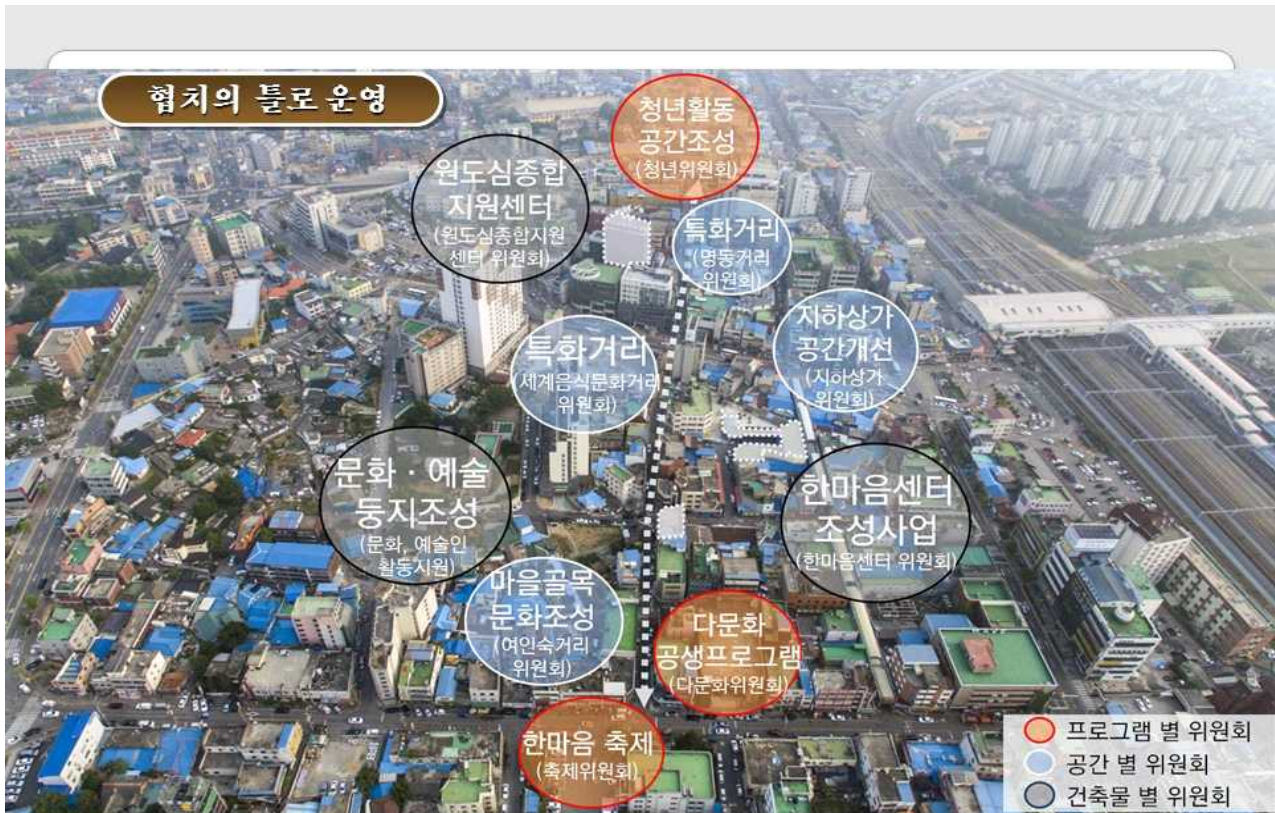 협치의 틀로 운영
청년활동
공간조성
(청년위원회)
원도심종합
지원센터
(원도심종합지원
센터 위원회)
특화거리
(명동거리
위원회)
지하상가
공간개선
(지하상가
위원회)
특화거리
(세계음식문화거리
위원회)
문화 · 예술
둥지조성
(문화, 예술인
활동지원)
한마음센터
조성사업
(한마음센터 위원회)
마을골목
문화조성
(여인숙거리
위원회)
다문화
공생프로그램
(다문화위원회)
한마음 축제
(축제위원회)
프로그램 별 위원회
공간 별 위원회
건축물 별 위원회